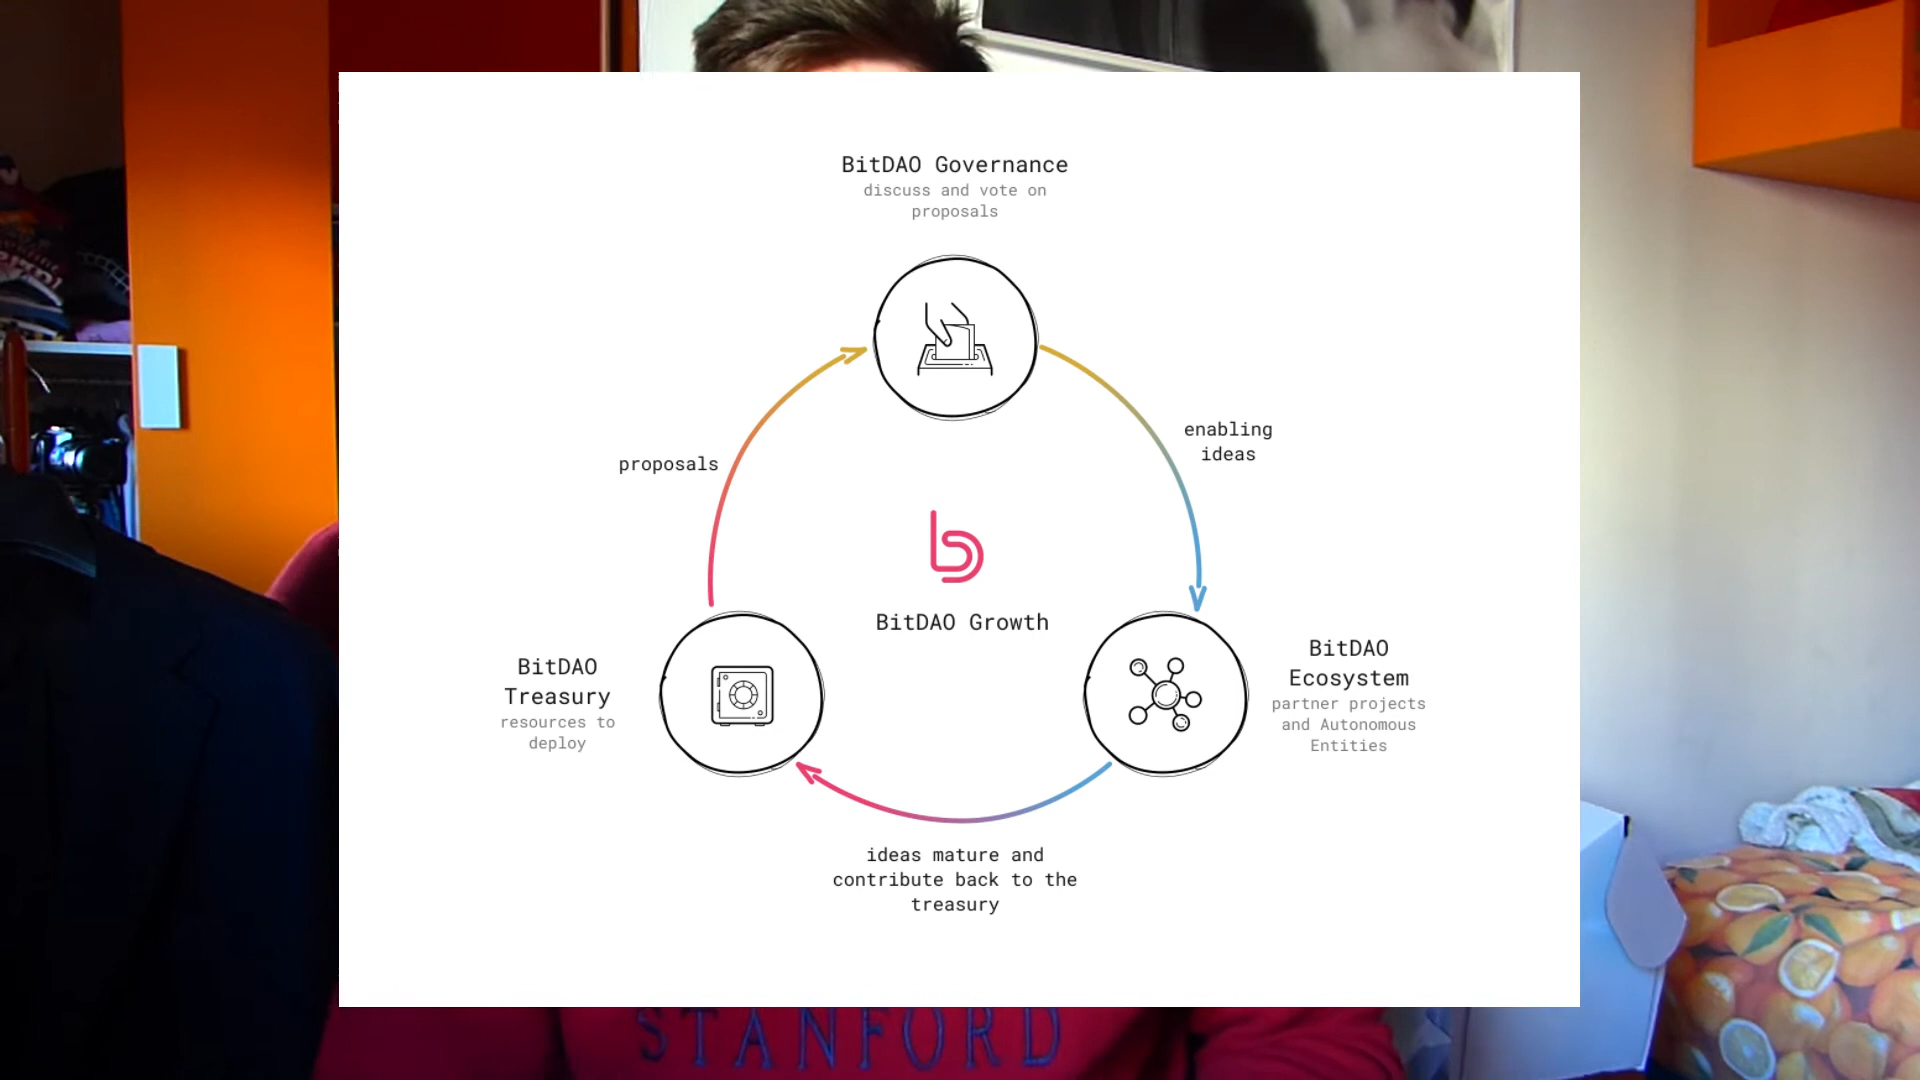 BitDAO Governance
discuss and vote on
proposals
enabling
ideas
proposals
BitDAO Growth
BitDAO
Treasury
resources to
deploy
BitDAO
Ecosystem
partner projects
and Autonomous
Entities
ideas mature and
contribute back to the
treasury
STANFORD